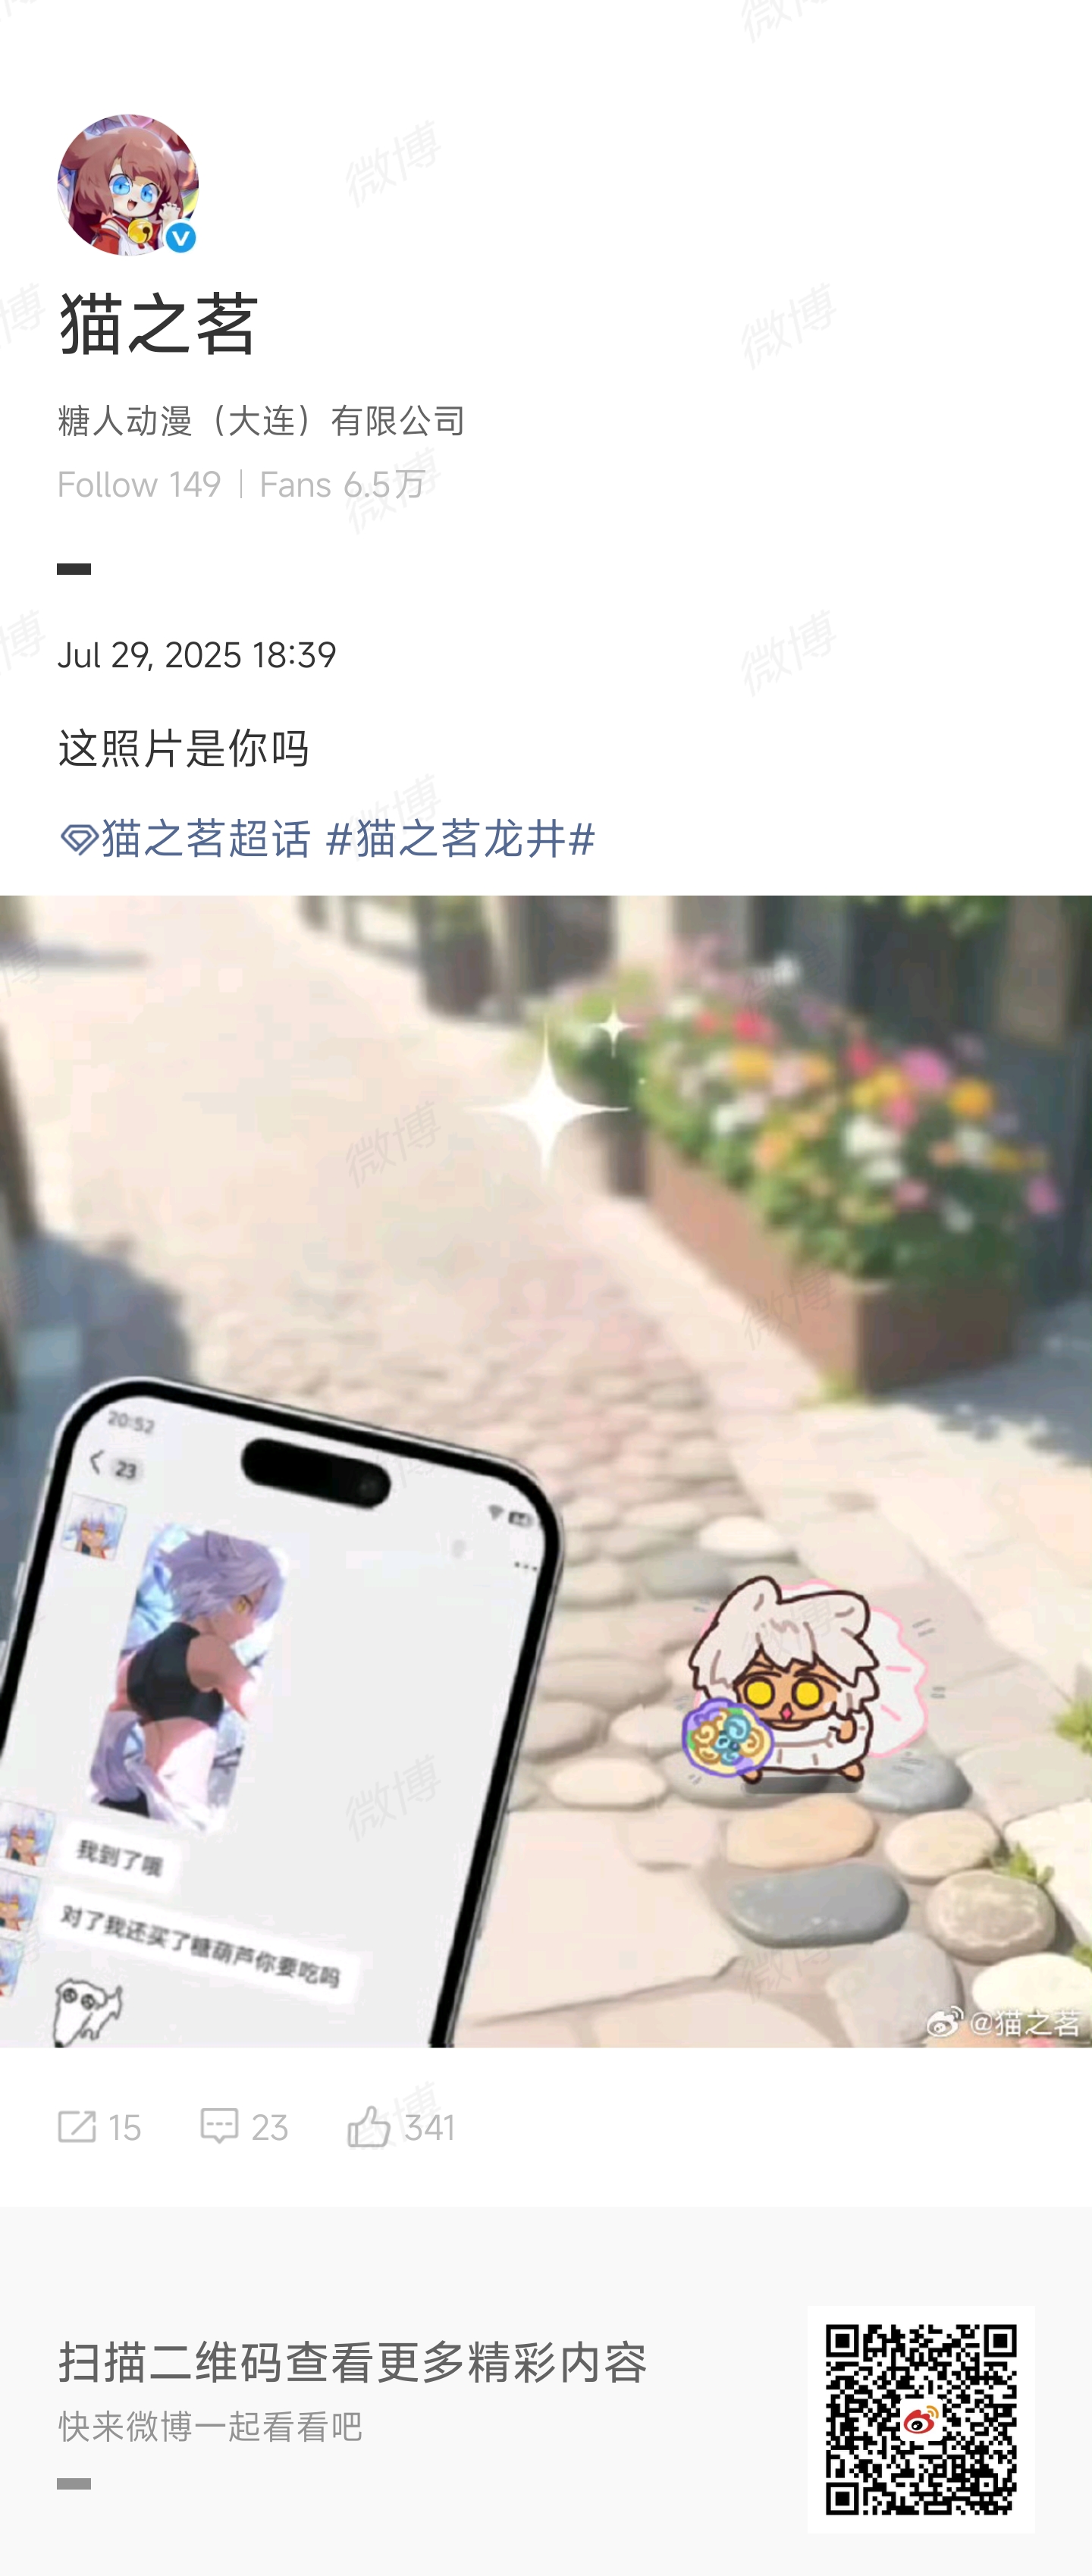 猫之茗
糖人动漫（大连）有限公司
Follow 149 | Fans 6.5万
Jul 29, 2025 18:39
这照片是你吗
猫之茗超话 #猫之茗龙井#
20:52
23
我到了哦
对了我还买了糖葫芦你要吃吗
@猫之茗
15 23 341
扫描二维码查看更多精彩内容
快来微博一起看看吧
微博